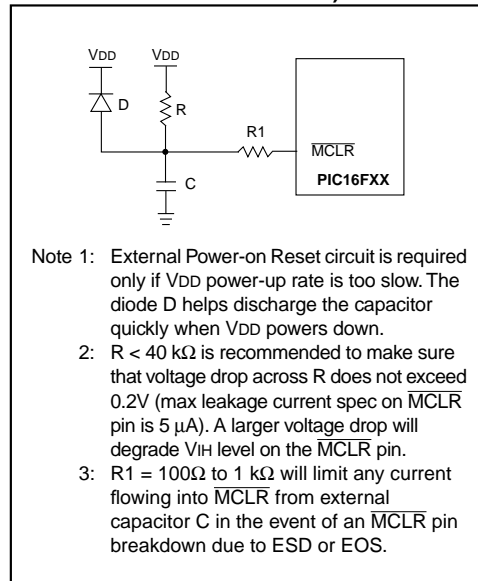 VDD VDD
D
R
R1
MCLR
C
PIC16FXX
Note 1: External Power-on Reset circuit is required
only if VDD power-up rate is too slow. The
diode D helps discharge the capacitor
quickly when VDD powers down.
2: R < 40 kΩ is recommended to make sure
that voltage drop across R does not exceed
0.2V (max leakage current spec on MCLR
pin is 5 μA). A larger voltage drop will
degrade VIH level on the MCLR pin.
3: R1 = 100Ω to 1 kΩ will limit any current
flowing into MCLR from external
capacitor C in the event of an MCLR pin
breakdown due to ESD or EOS.